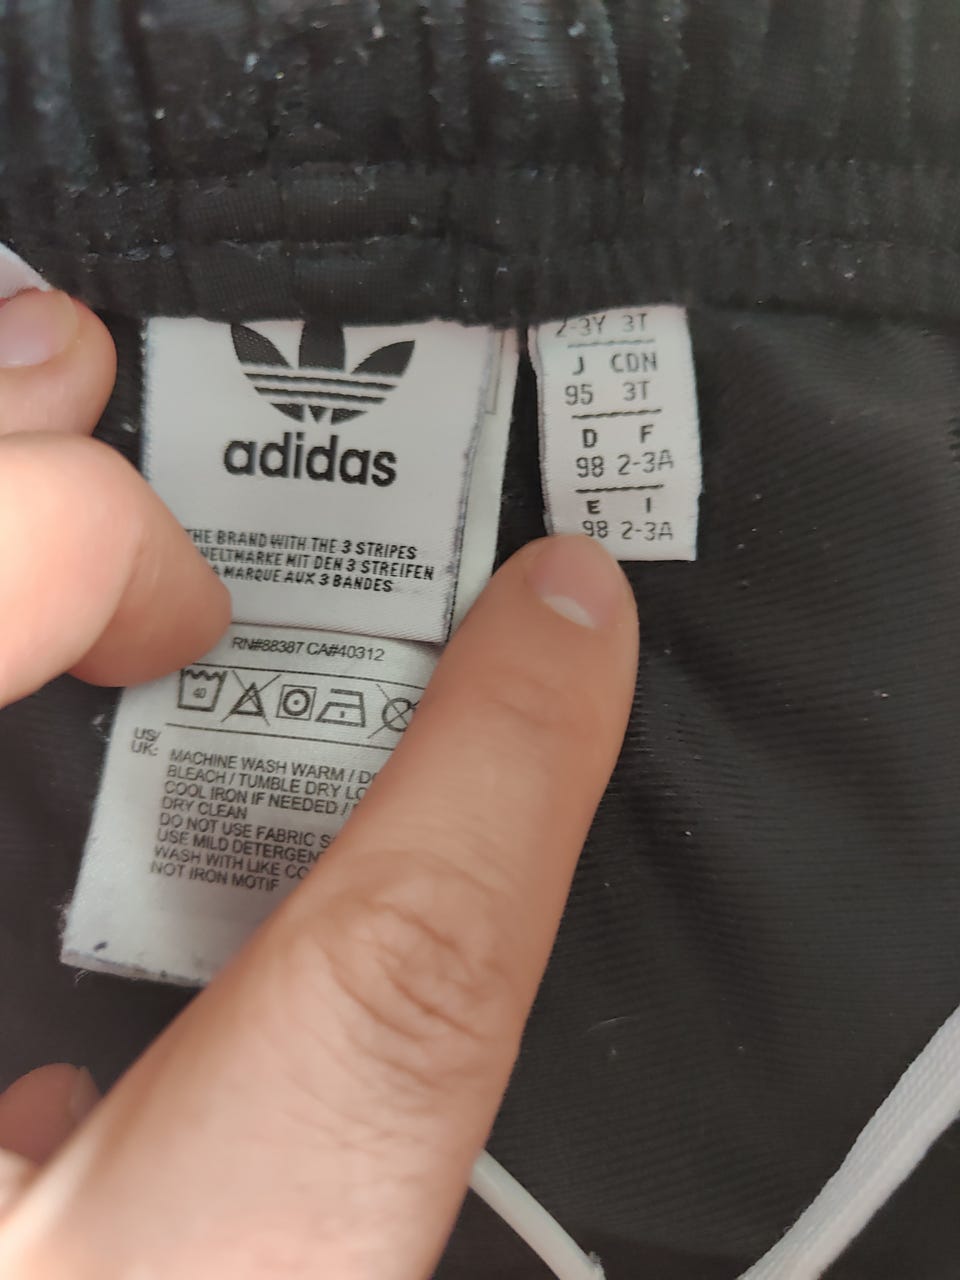 adidas
THE BRAND WITH THE 3 STRIPES
WELTMARKE MIT DEN 3 STREIFEN
MARQUE AUX 3 BANDES
RN#88387 CA#40312
40
US/
UK:
MACHINE WASH WARM /
BLEACH / TUMBLE DRY
COOL IRON IF NEEDED /
DRY CLEAN
DO NOT USE FABRIC
USE MILD DETERGENT
WASH WITH LIKE
NOT IRON MOTIF
2-3Y 3T
J CDN
95 3T
D F
98 2-3A
E I
98 2-3A